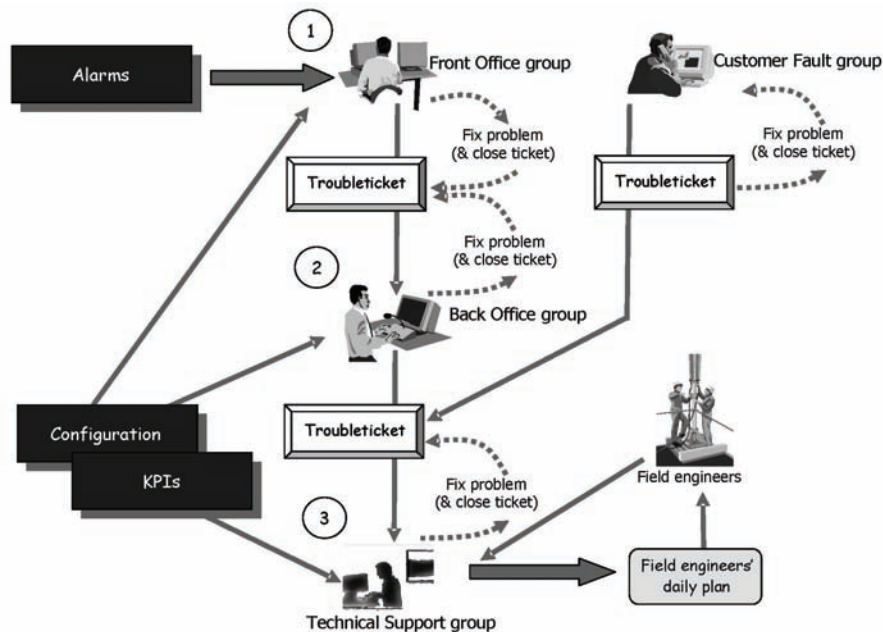 1
Alarms
Front Office group
Customer Fault group
Fix problem
(& close ticket)
Fix problem
(& close ticket)
Troubleticket
Troubleticket
Fix problem
(& close ticket)
2
Back Office group
Configuration
KPIs
Troubleticket
Fix problem
(& close ticket)
Field engineers
3
Field engineers'
daily plan
Technical Support group